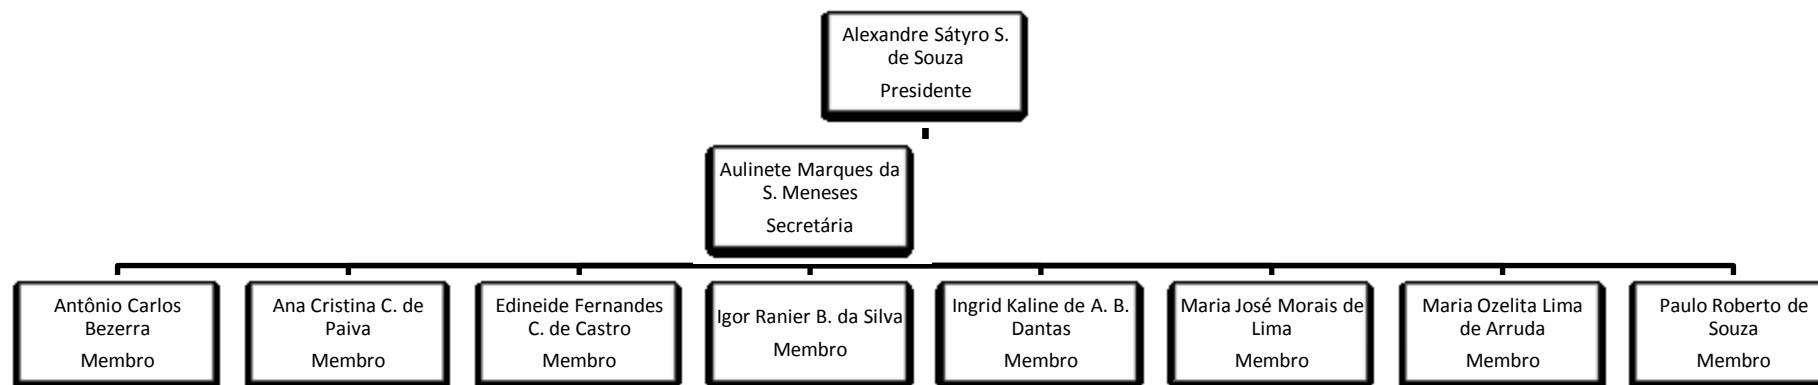 Alexandre Sátyro S.
de Souza
Presidente
Aulinete Marques da
S. Meneses
Secretária
Antônio Carlos
Bezerra
Membro
Ana Cristina C. de
Paiva
Membro
Edineide Fernandes
C. de Castro
Membro
Igor Ranier B. da Silva
Membro
Ingrid Kaline de A. B.
Dantas
Membro
Maria José Morais de
Lima
Membro
Maria Ozelita Lima
de Arruda
Membro
Paulo Roberto de
Souza
Membro